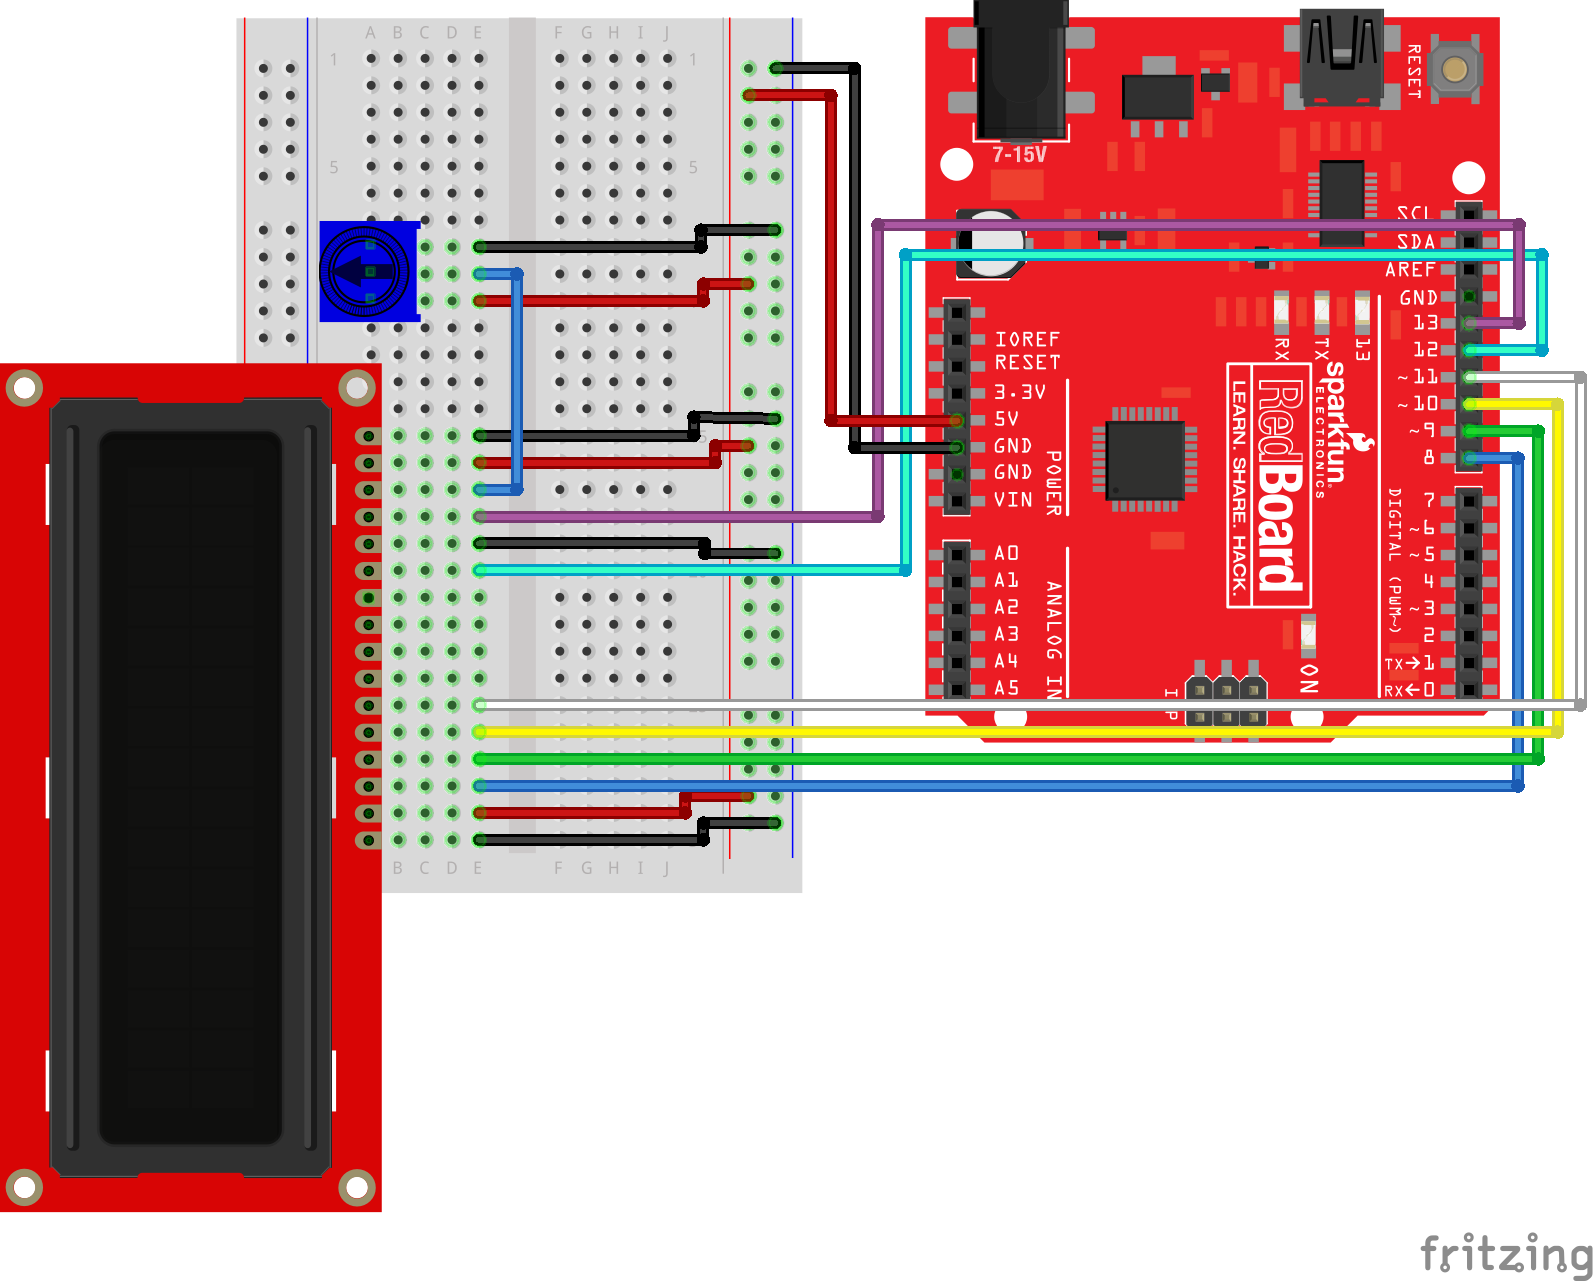 A B C D E F G H I J
1 1
5 5
7-15V
RESET
SCL
SDA
AREF
GND
13
12
~11
~10
~9
8
7
~6
~5
4
~3
2
TX→1
RX←0
DIGITAL (PWM~)
RX
TX
13
IOREF
RESET
3.3V
5V
GND
GND
VIN
POWER
A0
A1
A2
A3
A4
A5
ANALOG IN
sparkfun
ELECTRONICS
RedBoard
LEARN. SHARE. HACK.
ON
B C D E F G H I J
fritzing